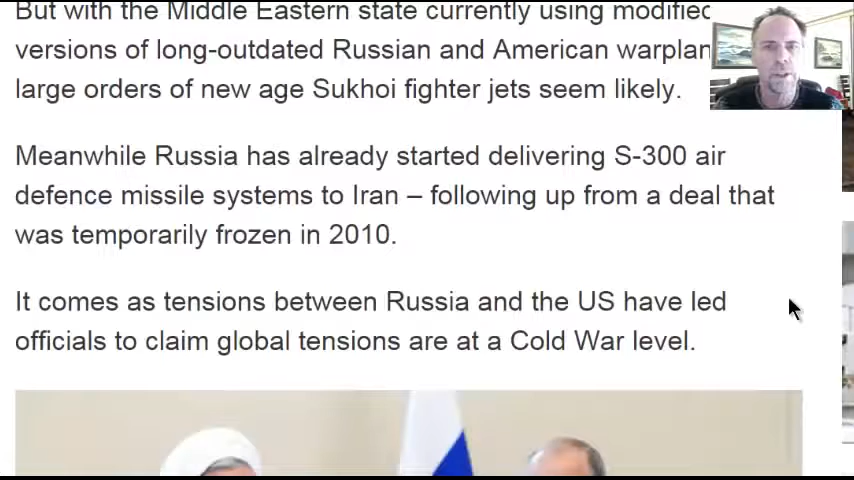 But with the Middle Eastern state currently using modified
versions of long-outdated Russian and American
large orders of new age Sukhoi fighter jets seem likely.
Meanwhile Russia has already started delivering S-300 air
defence missile systems to Iran – following up from a deal that
was temporarily frozen in 2010.
It comes as tensions between Russia and the US have led
officials to claim global tensions are at a Cold War level.